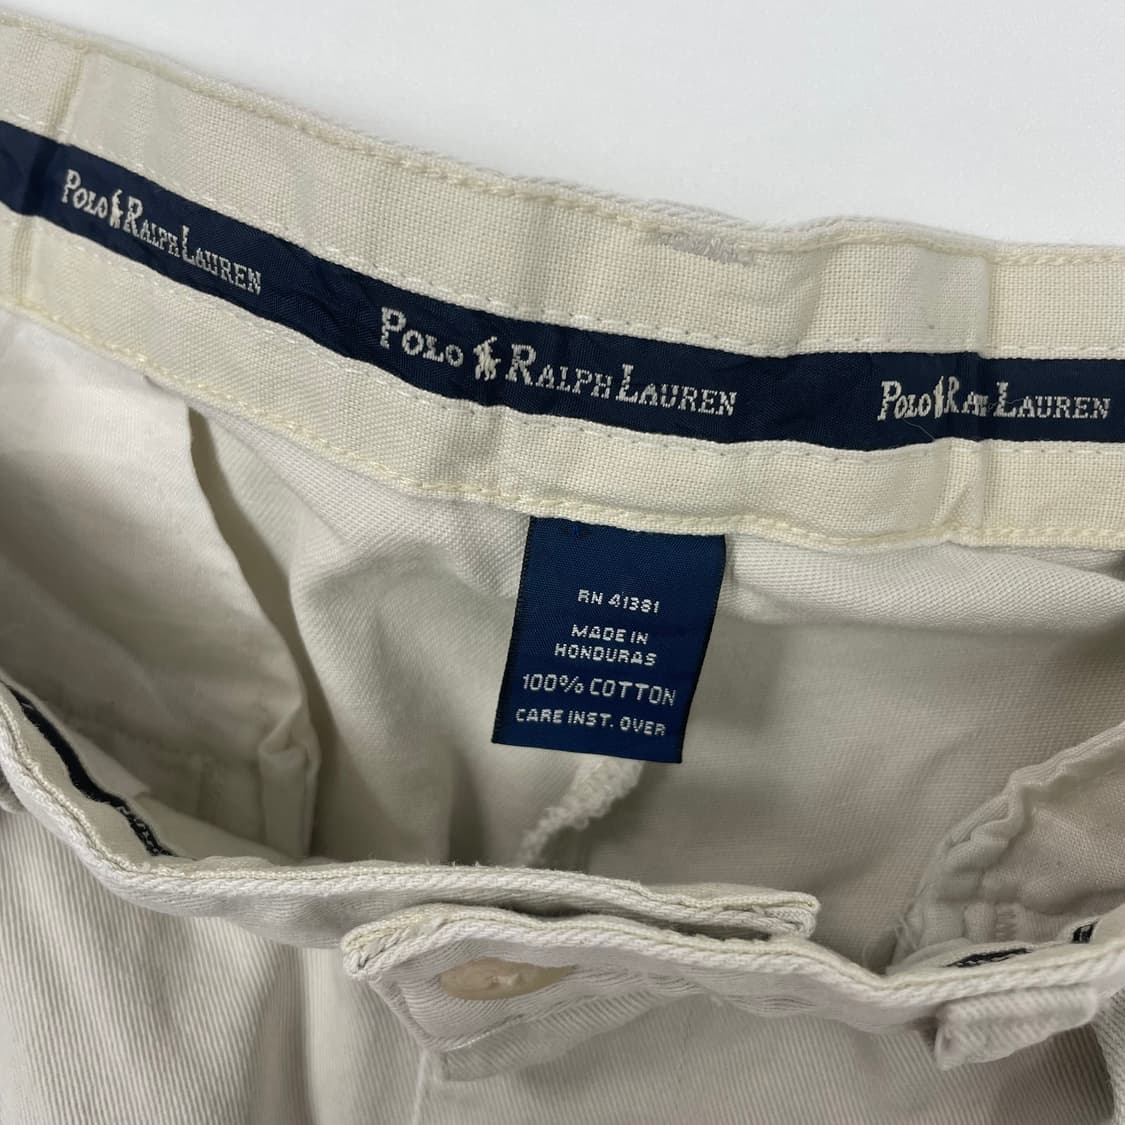 POLO RALPH LAUREN
POLO RALPH LAUREN
POLO RALPH LAUREN
RN 41381
MADE IN
HONDURAS
100% COTTON
CARE INST. OVER